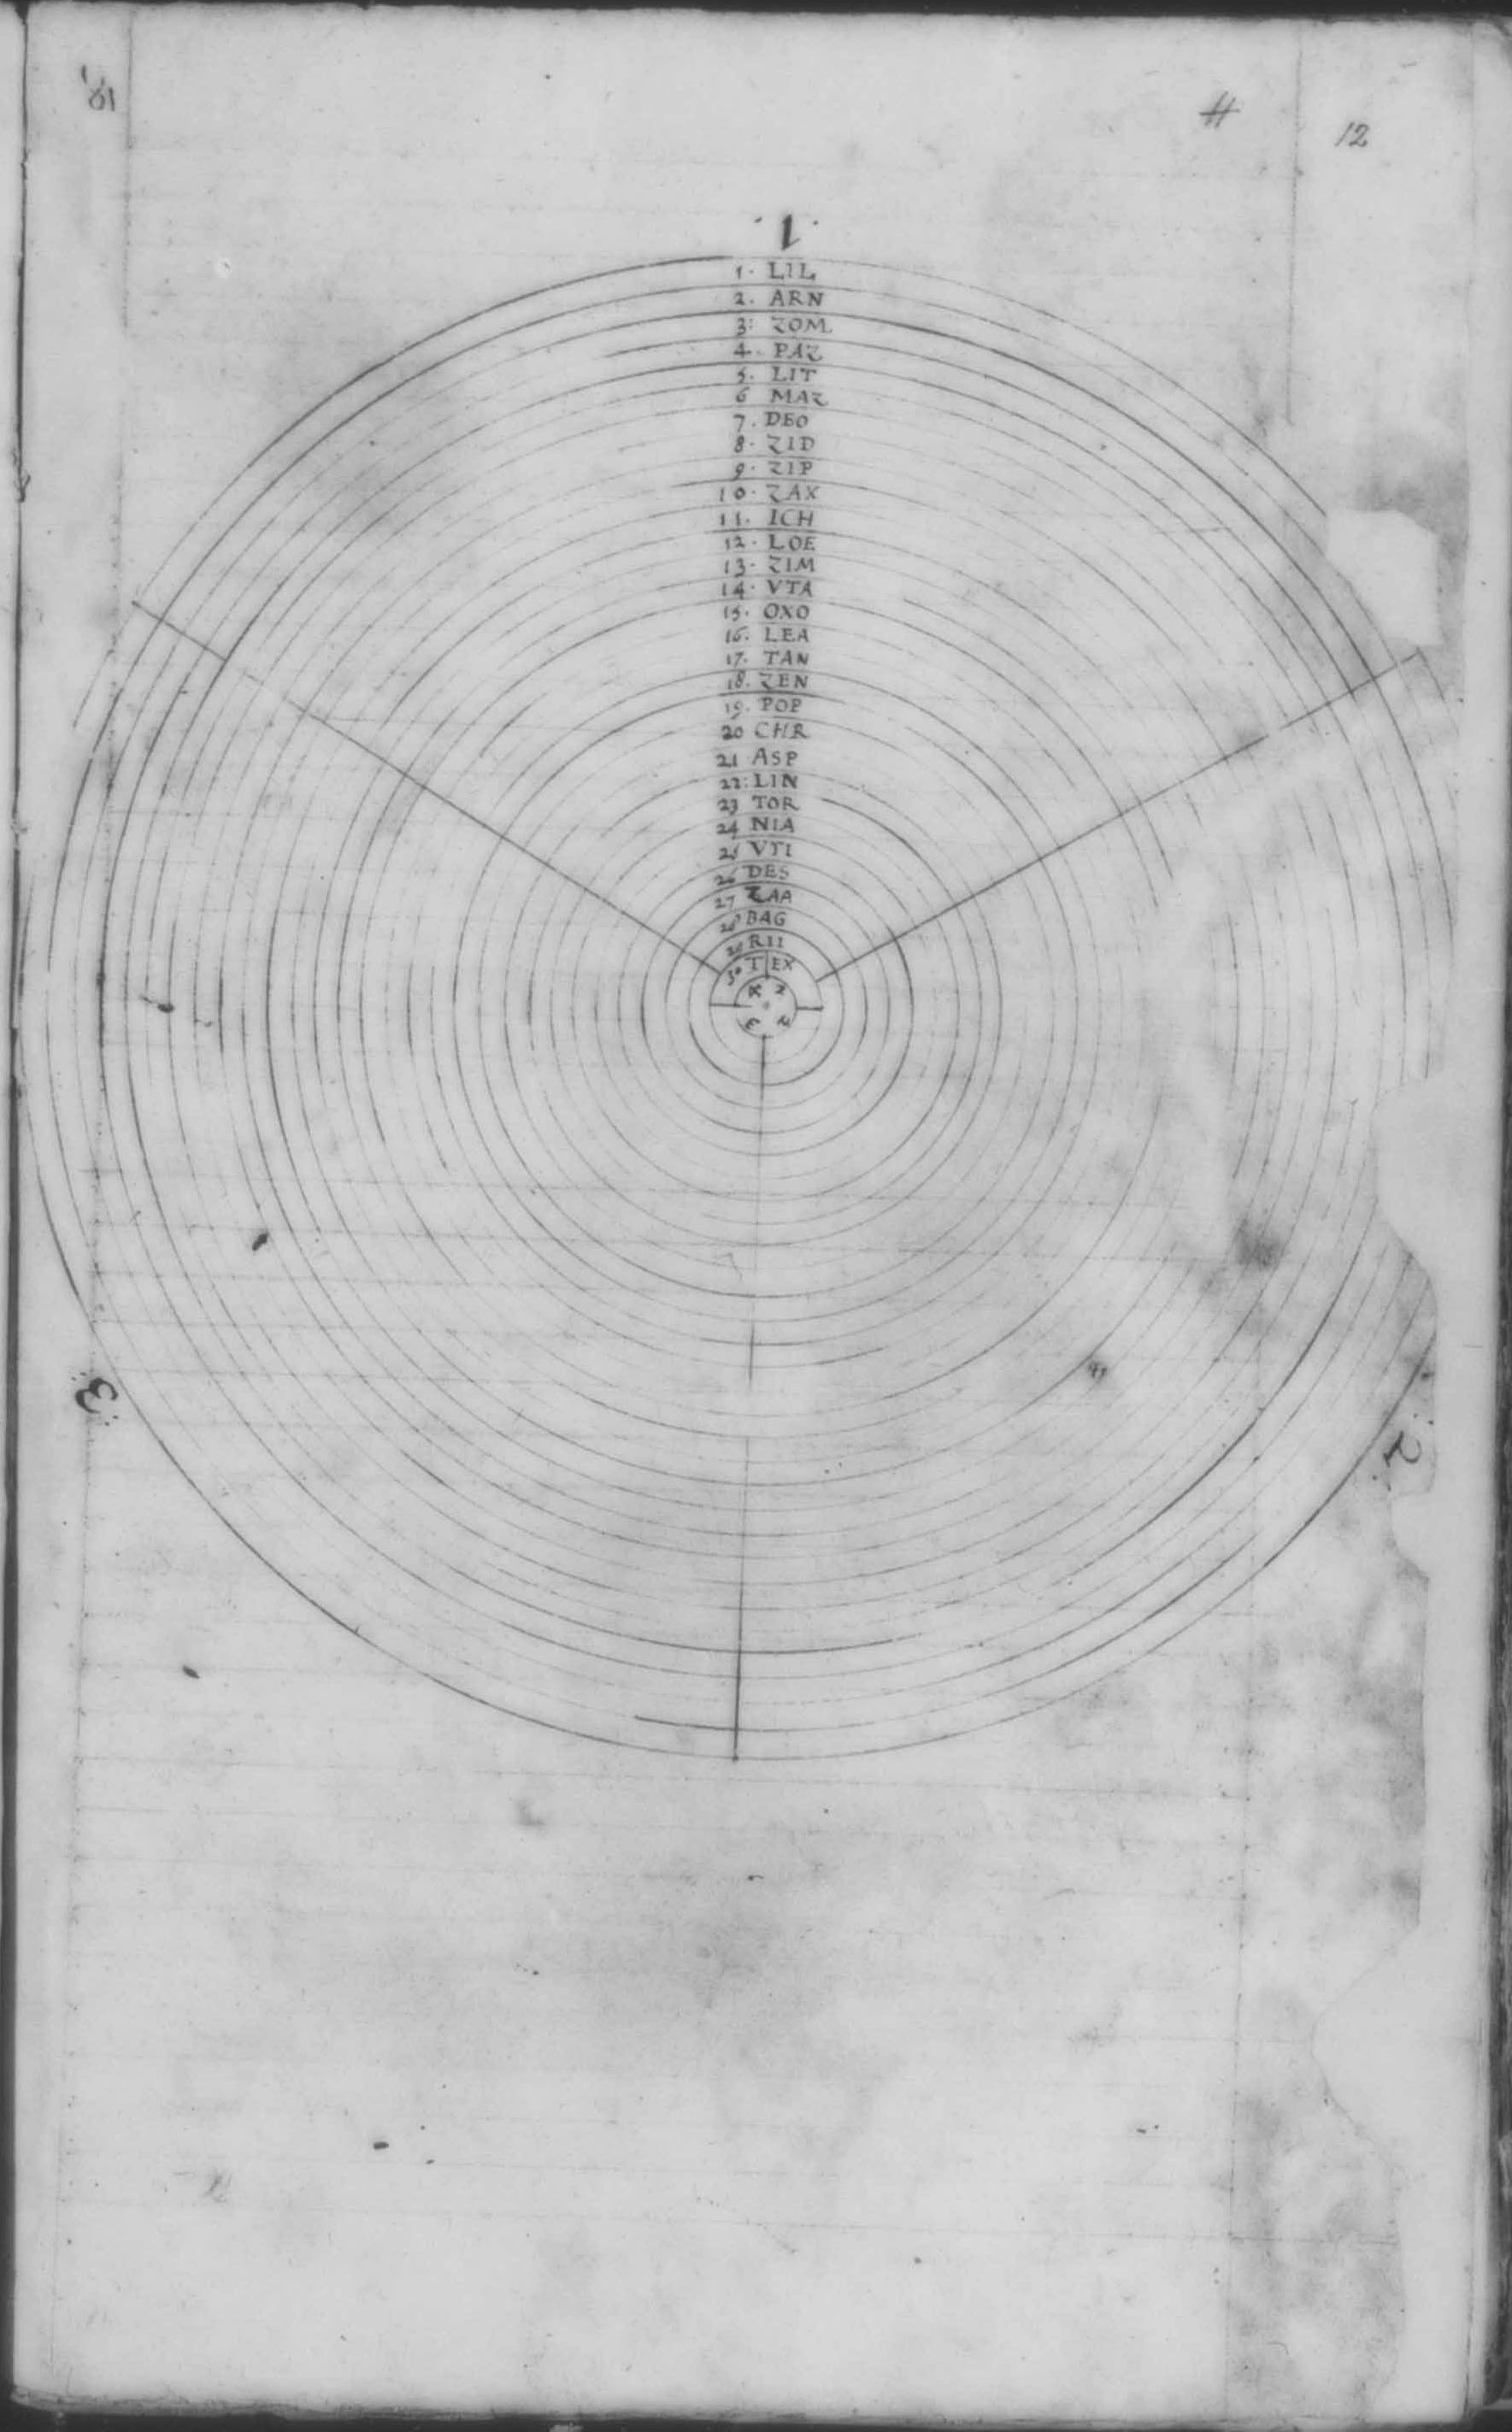 12
1.
1. LIL
2. ARN
3: ZOM
4. PAZ
5. LIT
6 MAZ
7. DEO
8. ZID
9. ZIP
10. ZAX
11. ICH
12. LOE
13. ZIM
14. VTA
15. OXO
16. LEA
17. TAN
18. ZEN
19. POP
20 CHR
21 ASP
22: LIN
23 TOR
24 NIA
25 VTI
26 DES
27 ZAA
28 BAG
29 RII
30 TEX
3
2